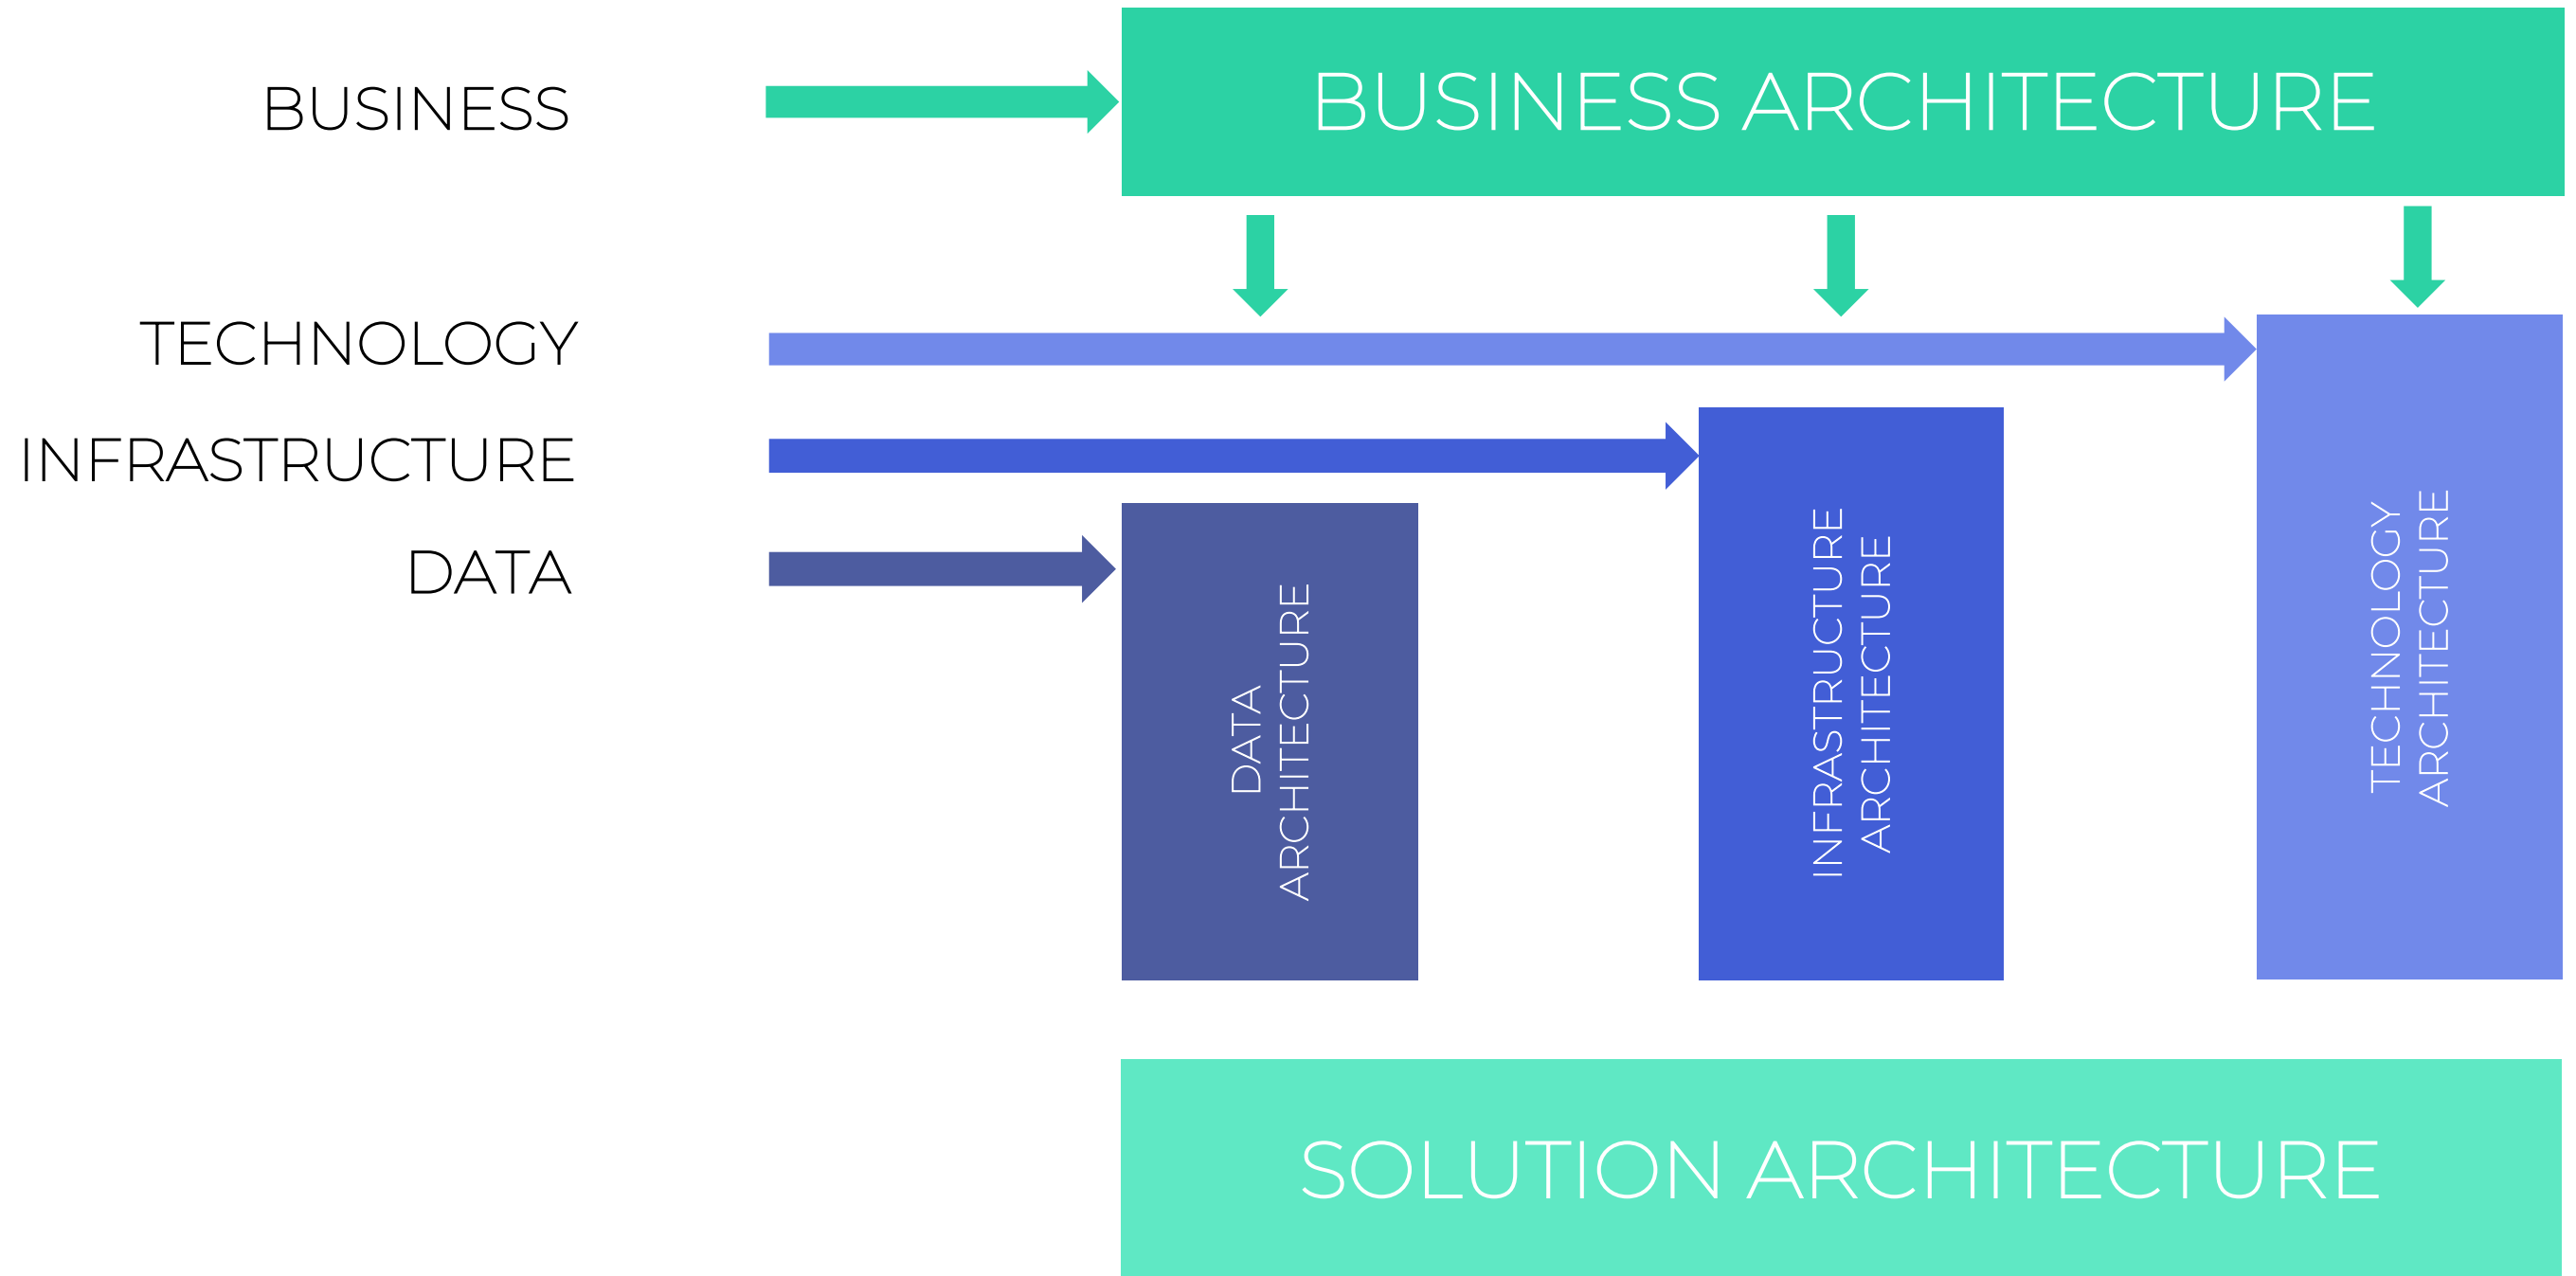 BUSINESS
BUSINESS ARCHITECTURE
TECHNOLOGY
INFRASTRUCTURE
DATA
DATA
ARCHITECTURE
INFRASTRUCTURE
ARCHITECTURE
TECHNOLOGY
ARCHITECTURE
SOLUTION ARCHITECTURE